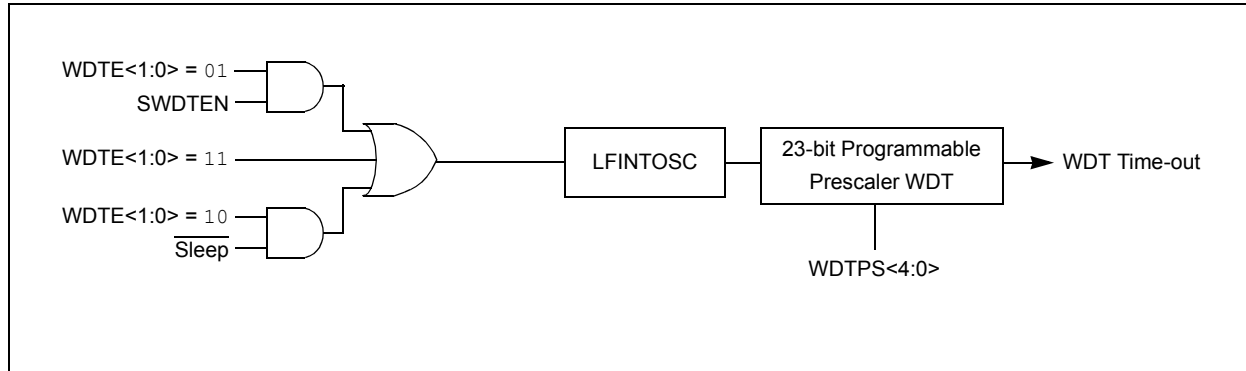 WDTE<1:0> = 01
SWDTEN
WDTE<1:0> = 11
WDTE<1:0> = 10
Sleep
LFINTOSC
23-bit Programmable
Prescaler WDT
WDT Time-out
WDTPS<4:0>